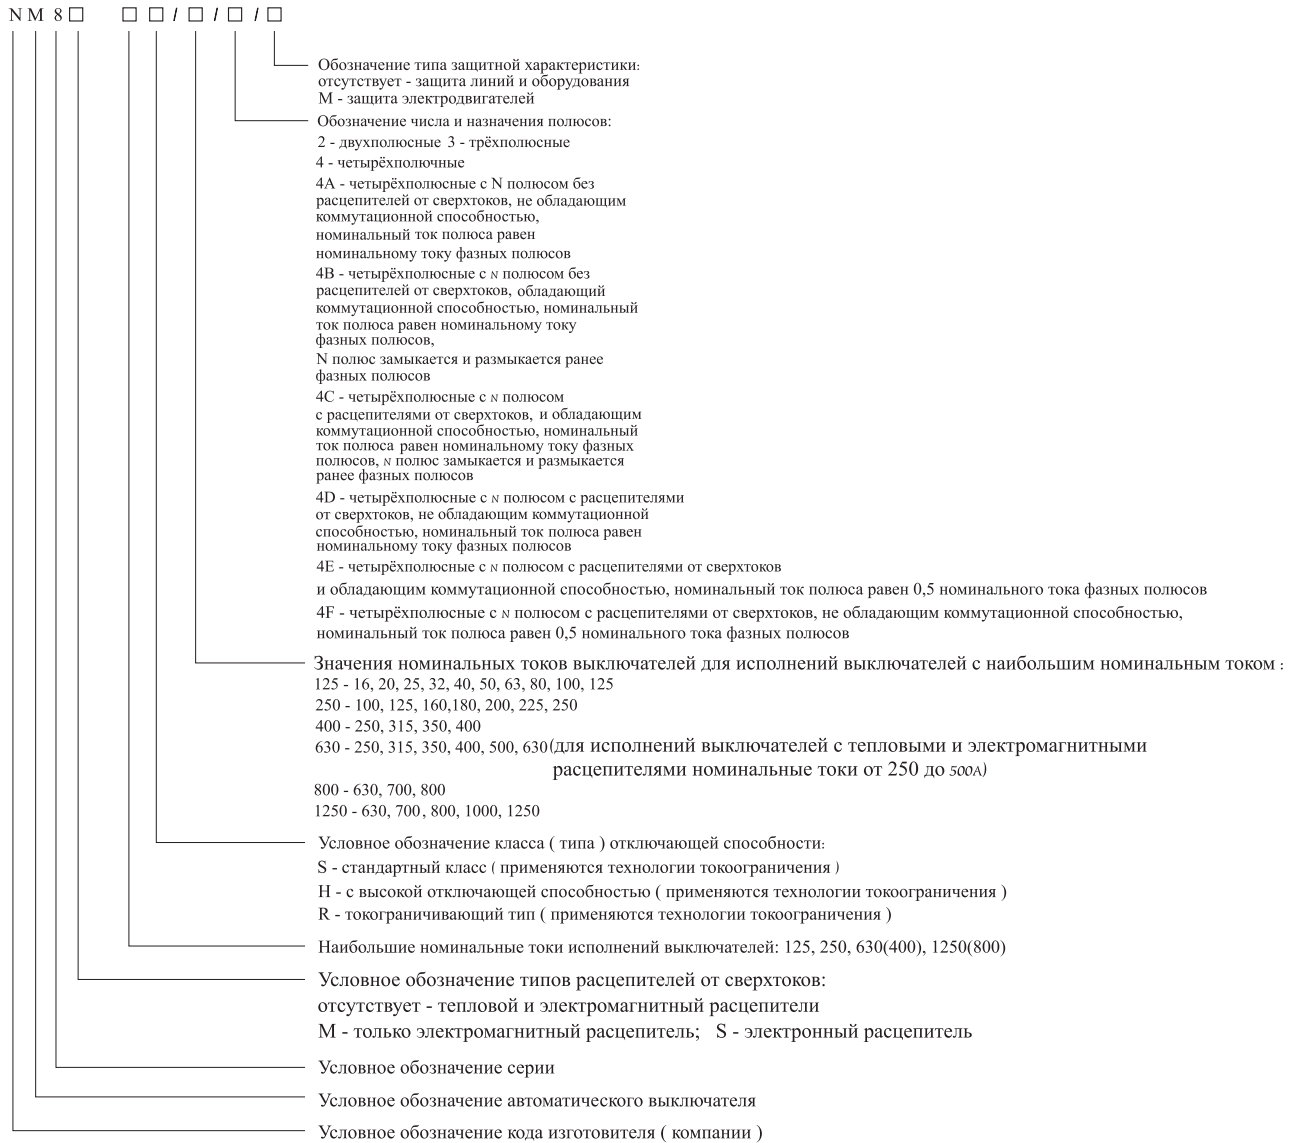 NM8□ □□/□/□/□
Обозначение типа защитной характеристики:
отсутствует - защита линий и оборудования
М - защита электродвигателей
Обозначение числа и назначения полюсов:
2 - двухполюсные 3 - трёхполюсные
4 - четырёхполючные
4A - четырёхполюсные с N полюсом без
расцепителей от сверхтоков, не обладающим
коммутационной способностью,
номинальный ток полюса равен
номинальному току фазных полюсов
4B - четырёхполюсные с N полюсом без
расцепителей от сверхтоков, обладающий
коммутационной способностью, номинальный
ток полюса равен номинальному току
фазных полюсов,
N полюс замыкается и размыкается ранее
фазных полюсов
4C - четырёхполюсные с N полюсом
с расцепителями от сверхтоков, и обладающим
коммутационной способностью, номинальный
ток полюса равен номинальному току фазных
полюсов, N полюс замыкается и размыкается
ранее фазных полюсов
4D - четырёхполюсные с N полюсом с расцепителями
от сверхтоков, не обладающим коммутационной
способностью, номинальный ток полюса равен
номинальному току фазных полюсов
4E - четырёхполюсные с N полюсом с расцепителями от сверхтоков
и обладающим коммутационной способностью, номинальный ток полюса равен 0,5 номинального тока фазных полюсов
4F - четырёхполюсные с N полюсом с расцепителями от сверхтоков, не обладающим коммутационной способностью,
номинальный ток полюса равен 0,5 номинального тока фазных полюсов
Значения номинальных токов выключателей для исполнений выключателей с наибольшим номинальным током :
125 - 16, 20, 25, 32, 40, 50, 63, 80, 100, 125
250 - 100, 125, 160,180, 200, 225, 250
400 - 250, 315, 350, 400
630 - 250, 315, 350, 400, 500, 630(для исполнений выключателей с тепловыми и электромагнитными
расцепителями номинальные токи от 250 до 500А)
800 - 630, 700, 800
1250 - 630, 700, 800, 1000, 1250
Условное обозначение класса ( типа ) отключающей способности:
S - стандартный класс ( применяются технологии токоограничения )
H - с высокой отключающей способностью ( применяются технологии токоограничения )
R - токограничивающий тип ( применяются технологии токоограничения )
Наибольшие номинальные токи исполнений выключателей: 125, 250, 630(400), 1250(800)
Условное обозначение типов расцепителей от сверхтоков:
отсутствует - тепловой и электромагнитный расцепители
М - только электромагнитный расцепитель; S - электронный расцепитель
Условное обозначение серии
Условное обозначение автоматического выключателя
Условное обозначение кода изготовителя ( компании )